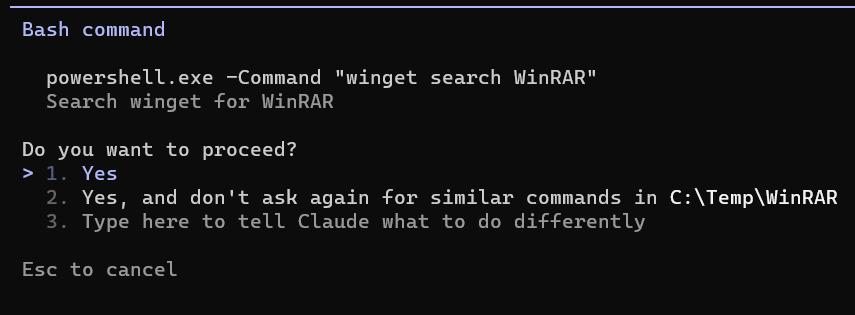 Bash command
powershell.exe -Command "winget search WinRAR"
Search winget for WinRAR
Do you want to proceed?
> 1. Yes
2. Yes, and don't ask again for similar commands in C:\Temp\WinRAR
3. Type here to tell Claude what to do differently
Esc to cancel